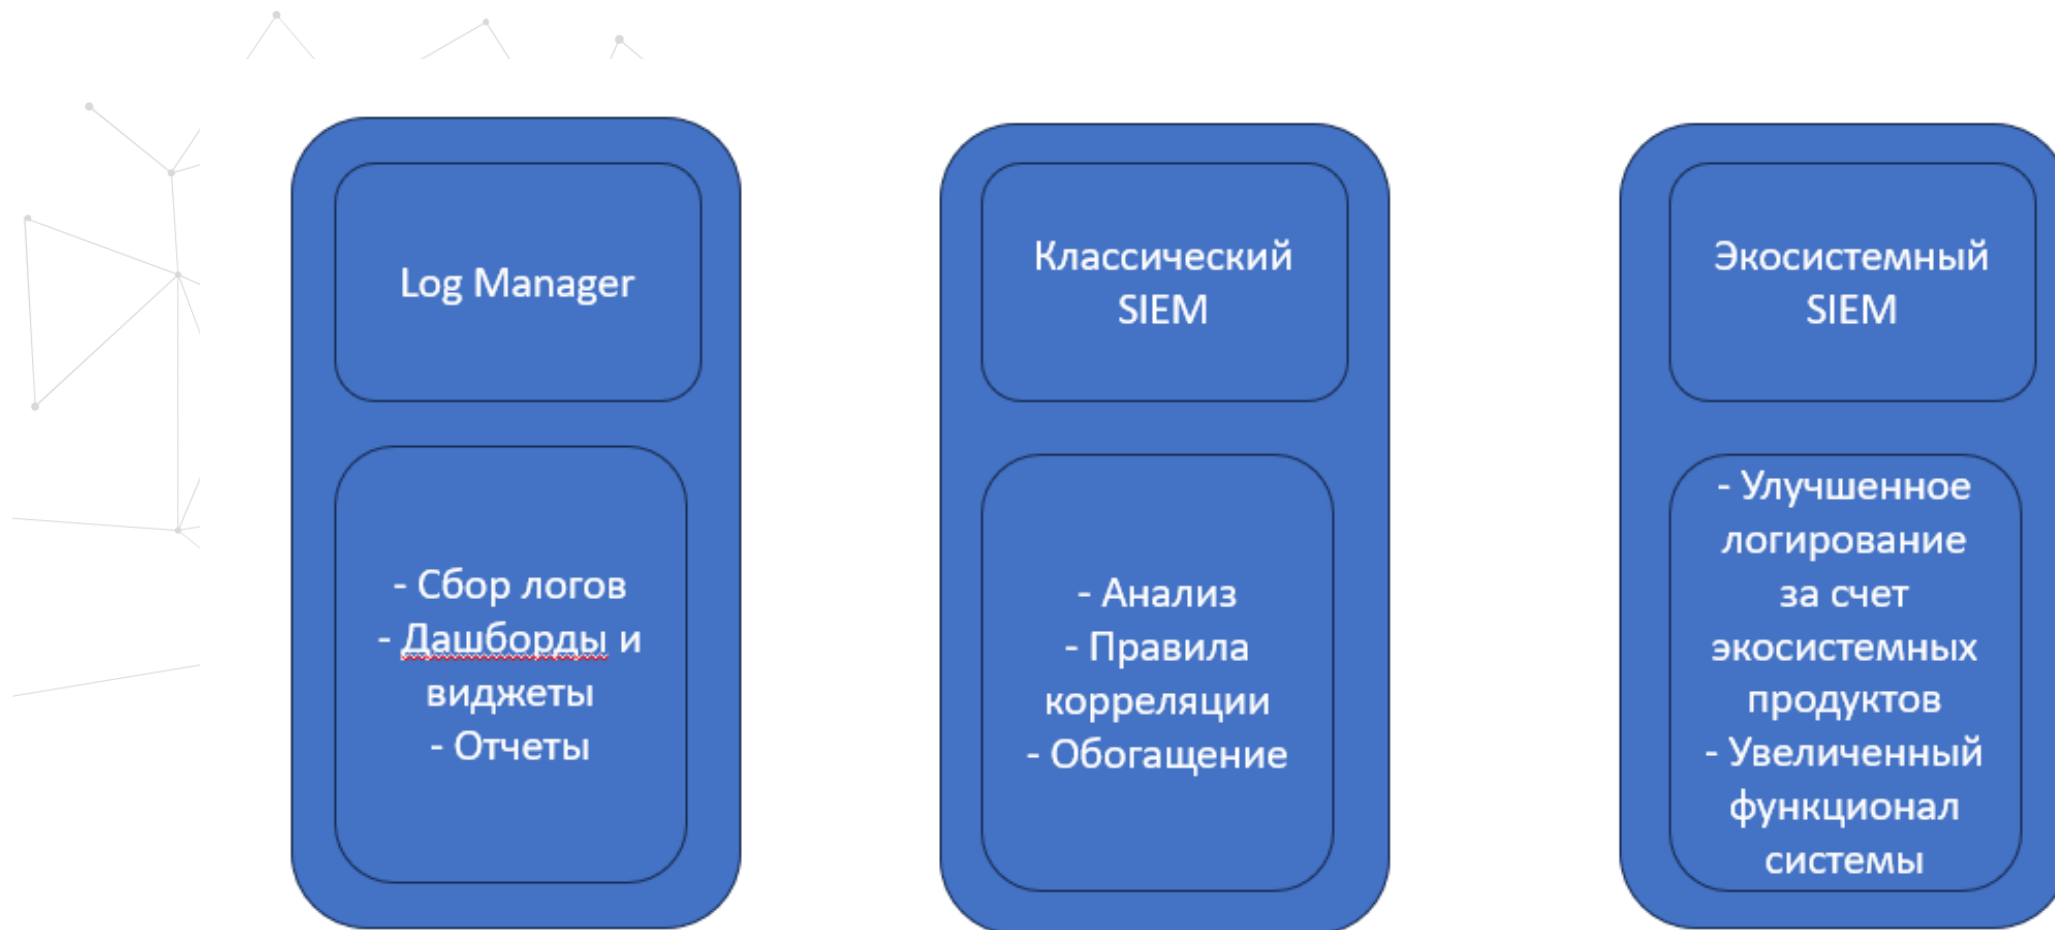 Log Manager
- Сбор логов
- Дашборды и
виджеты
- Отчеты
Классический
SIEM
- Анализ
- Правила
корреляции
- Обогащение
Экосистемный
SIEM
- Улучшенное
логирование
за счет
экосистемных
продуктов
- Увеличенный
функционал
системы